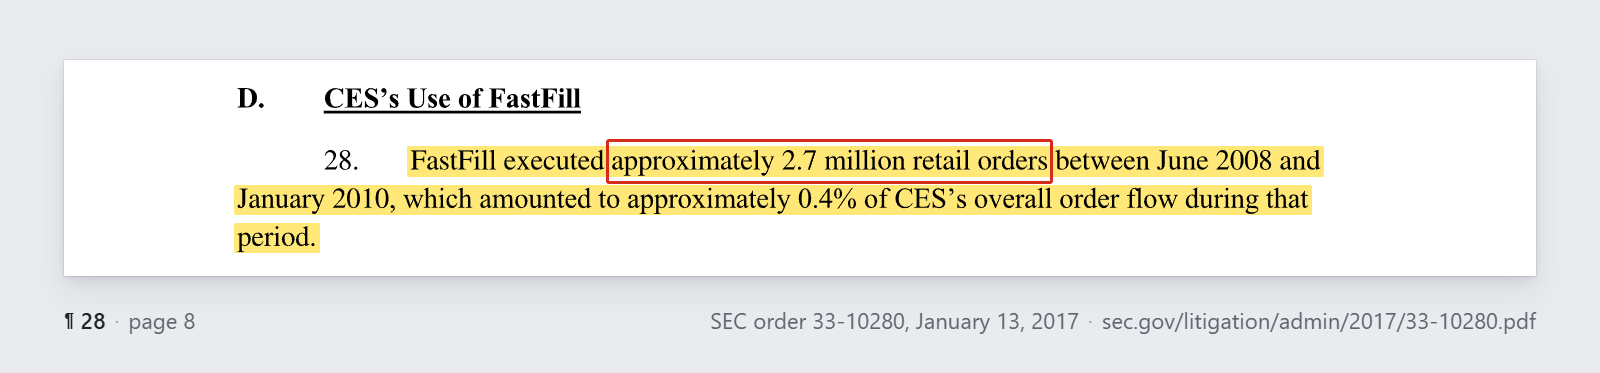 D. CES’s Use of FastFill
28. FastFill executed approximately 2.7 million retail orders between June 2008 and
January 2010, which amounted to approximately 0.4% of CES’s overall order flow during that
period.
¶ 28 · page 8
SEC order 33-10280, January 13, 2017 · sec.gov/litigation/admin/2017/33-10280.pdf